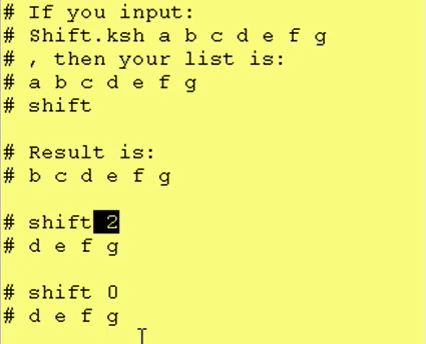 # If you input:
# Shift.ksh a b c d e f g
# , then your list is:
# a b c d e f g
# shift
# Result is:
# b c d e f g
# shift 2
# d e f g
# shift 0
# d e f g